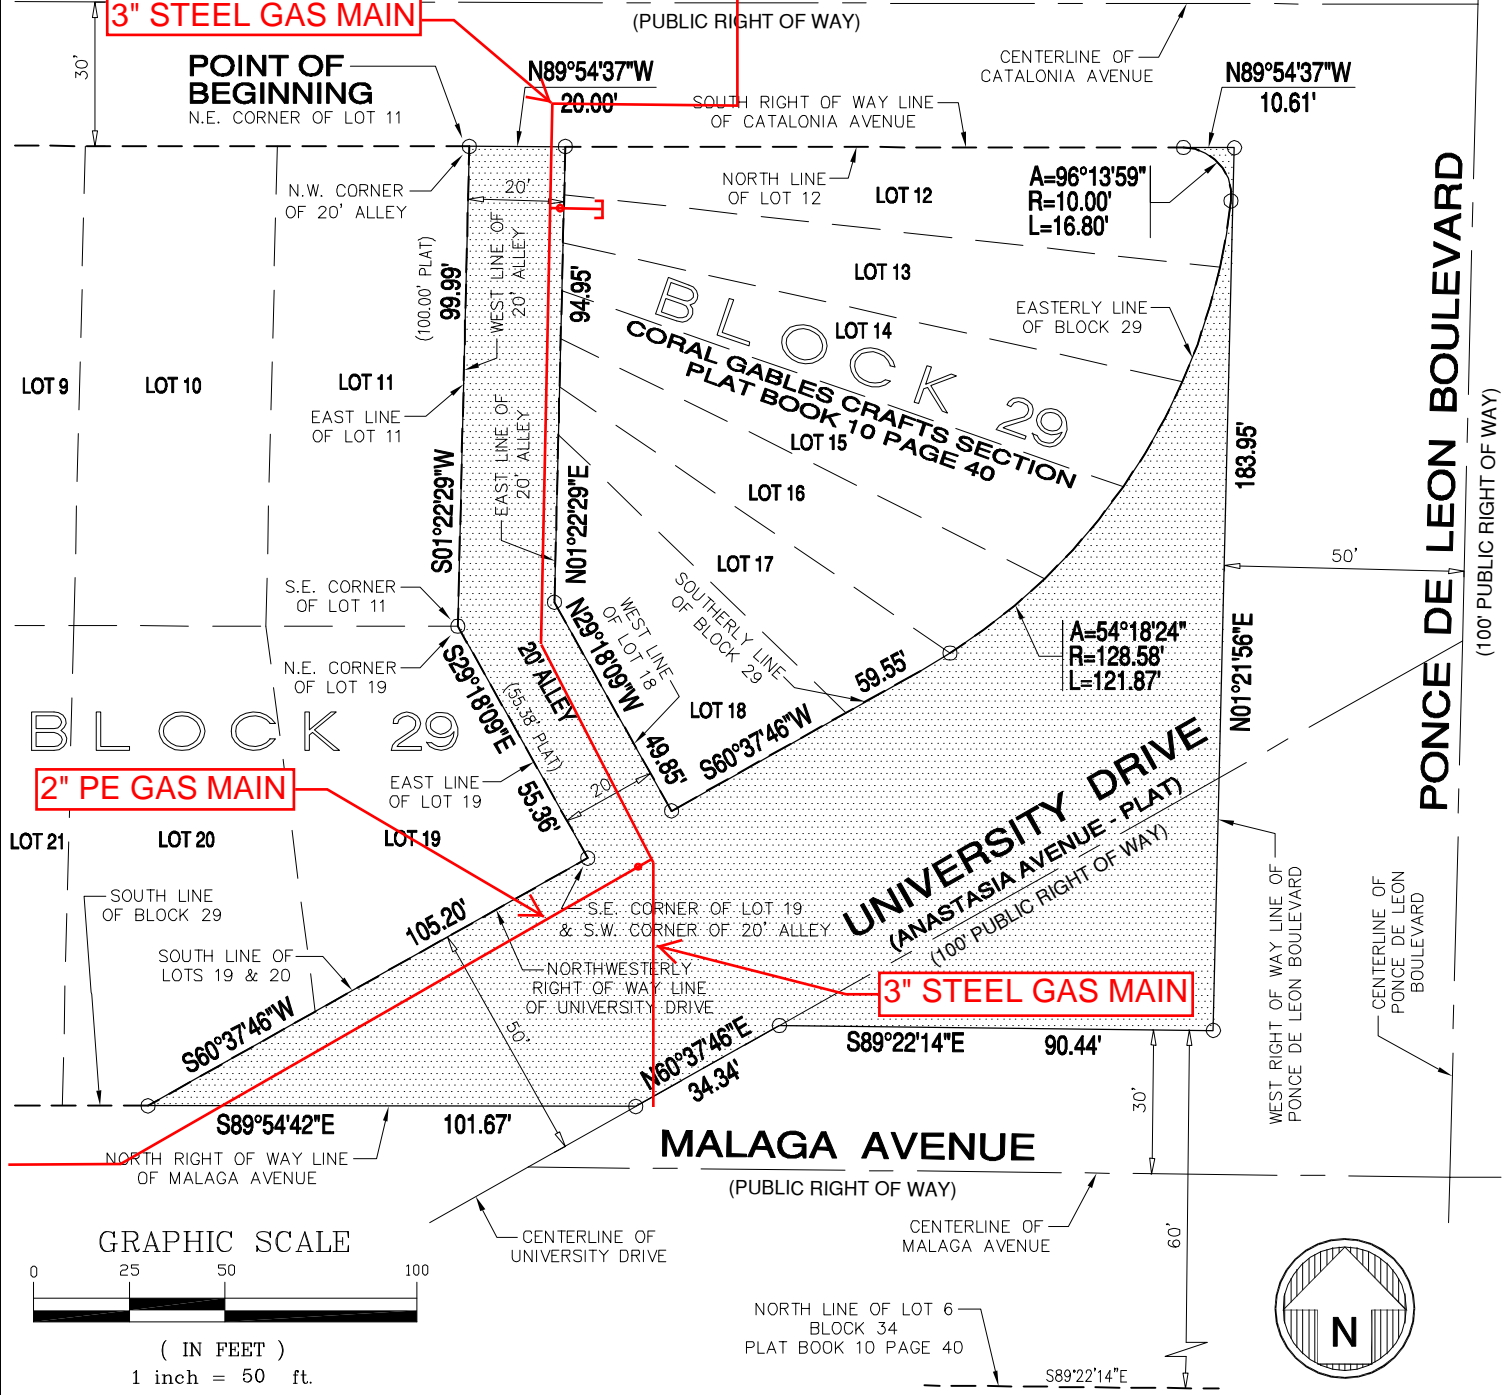 3" STEEL GAS MAIN
(PUBLIC RIGHT OF WAY)
30'
POINT OF
BEGINNING
N.E. CORNER OF LOT 11
N89°54'37"W
20.00'
CENTERLINE OF
CATALONIA AVENUE
N89°54'37"W
10.61'
SOUTH RIGHT OF WAY LINE
OF CATALONIA AVENUE
N.W. CORNER
OF 20' ALLEY
20'
NORTH LINE
OF LOT 12
LOT 12
A=96°13'59"
R=10.00'
L=16.80'
(100.00' PLAT)
99.99'
WEST LINE OF
20' ALLEY
94.95'
LOT 13
BLOCK 29
CORAL GABLES CRAFTS SECTION
PLAT BOOK 10 PAGE 40
LOT 14
EASTERLY LINE
OF BLOCK 29
PONCE DE LEON BOULEVARD
(100' PUBLIC RIGHT OF WAY)
LOT 9
LOT 10
LOT 11
EAST LINE
OF LOT 11
EAST LINE OF
20' ALLEY
LOT 15
LOT 16
183.95'
S01°22'29"W
N01°22'29"E
LOT 17
50'
S.E. CORNER
OF LOT 11
N.E. CORNER
OF LOT 19
N29°18'09"W
WEST LINE
OF LOT 18
SOUTHERLY LINE
OF BLOCK 29
A=54°18'24"
R=128.58'
L=121.87'
N01°21'56"E
20' ALLEY
(55.38' PLAT)
S29°18'09"E
59.55'
LOT 18
S60°37'46"W
49.85'
BLOCK 29
2" PE GAS MAIN
EAST LINE
OF LOT 19
55.36'
20'
UNIVERSITY DRIVE
(ANASTASIA AVENUE - PLAT)
(100' PUBLIC RIGHT OF WAY)
LOT 21
LOT 20
LOT 19
SOUTH LINE
OF BLOCK 29
105.20'
S.E. CORNER OF LOT 19
& S.W. CORNER OF 20' ALLEY
SOUTH LINE OF
LOTS 19 & 20
NORTHWESTERLY
RIGHT OF WAY LINE
OF UNIVERSITY DRIVE
3" STEEL GAS MAIN
WEST RIGHT OF WAY LINE OF
PONCE DE LEON BOULEVARD
CENTERLINE OF
PONCE DE LEON
BOULEVARD
S60°37'46"W
50'
N60°37'46"E
34.34'
S89°22'14"E
90.44'
30'
S89°54'42"E
101.67'
NORTH RIGHT OF WAY LINE
OF MALAGA AVENUE
MALAGA AVENUE
(PUBLIC RIGHT OF WAY)
CENTERLINE OF
UNIVERSITY DRIVE
CENTERLINE OF
MALAGA AVENUE
60'
GRAPHIC SCALE
0 25 50 100
( IN FEET )
1 inch = 50 ft.
NORTH LINE OF LOT 6
BLOCK 34
PLAT BOOK 10 PAGE 40
S89°22'14"E
N